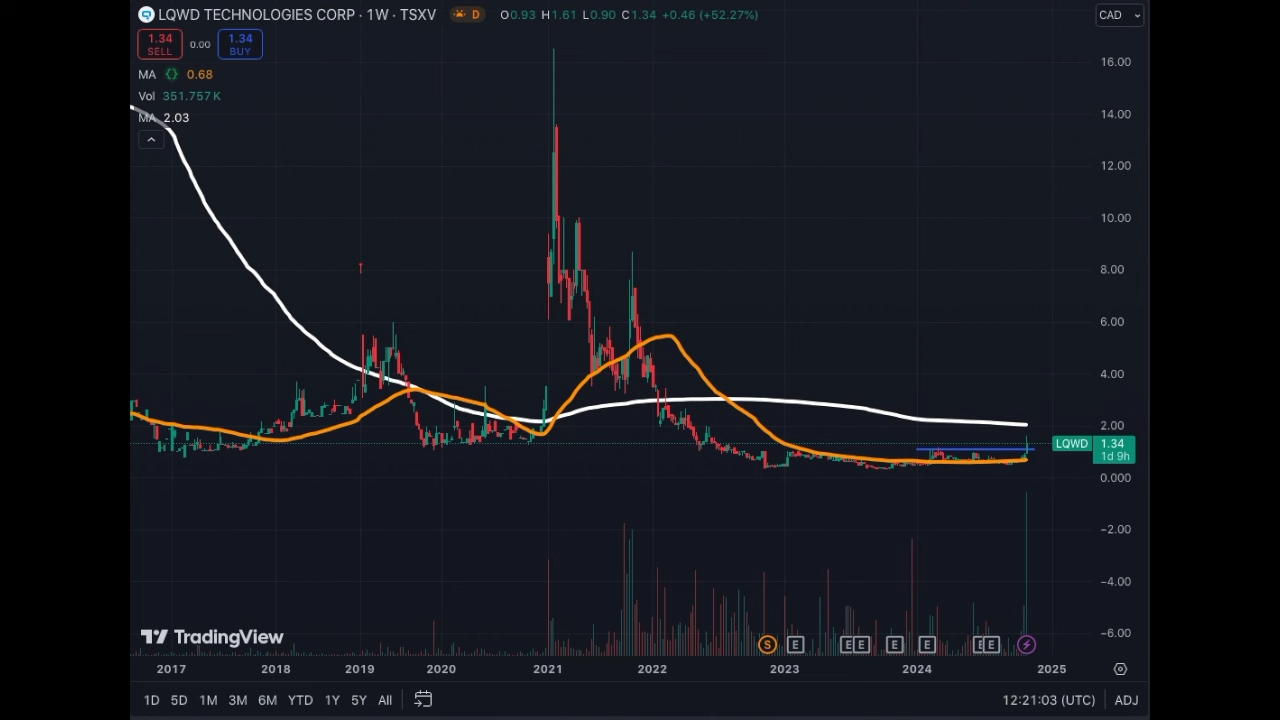 LQWD TECHNOLOGIES CORP · 1W · TSXV D O0.93 H1.61 L0.90 C1.34 +0.46 (+52.27%) CAD
1.34 0.00 1.34
SELL BUY
MA 0.68
Vol 351.757 K
MA 2.03
16.00
14.00
12.00
10.00
8.00
6.00
4.00
2.00
LQWD 1.34
1d 9h
0.000
−2.00
−4.00
−6.00
S E E E E E E E
TradingView
2017 2018 2019 2020 2021 2022 2023 2024 2025
1D 5D 1M 3M 6M YTD 1Y 5Y All 12:21:03 (UTC) ADJ